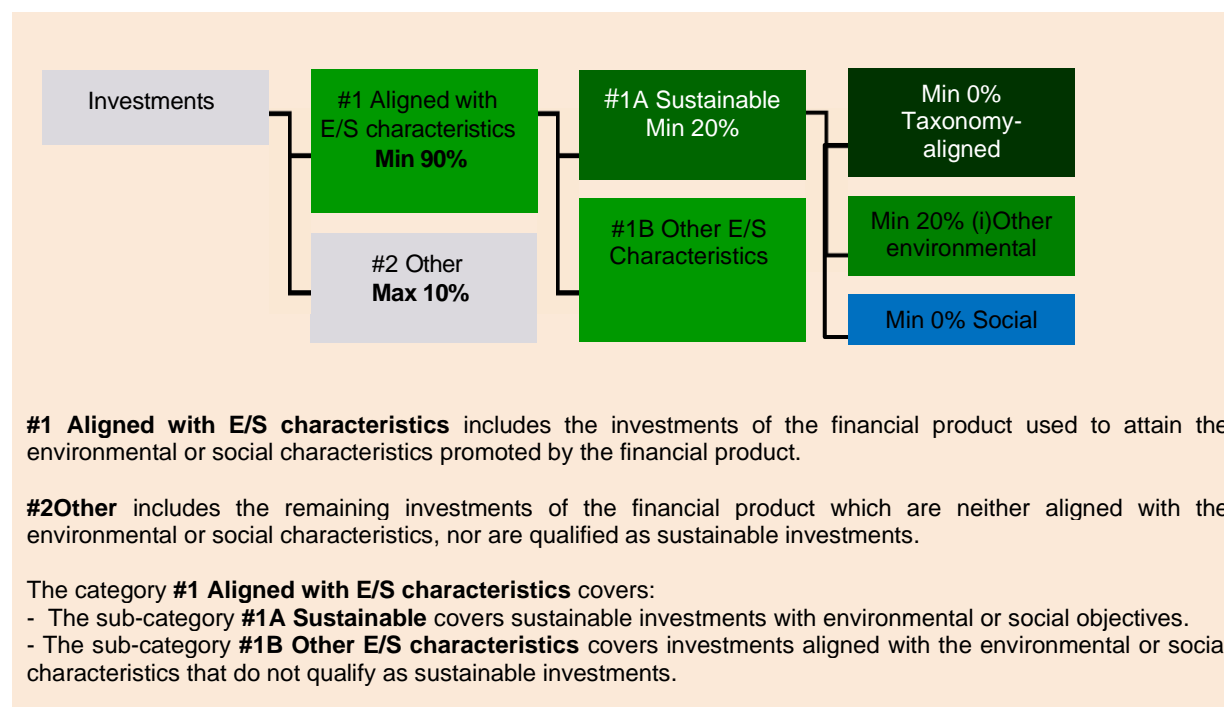 Investments
#1 Aligned with
E/S characteristics
Min 90%
#2 Other
Max 10%
#1A Sustainable
Min 20%
#1B Other E/S
Characteristics
Min 0%
Taxonomy-
aligned
Min 20% (i)Other
environmental
Min 0% Social
#1 Aligned with E/S characteristics includes the investments of the financial product used to attain the
environmental or social characteristics promoted by the financial product.
#2Other includes the remaining investments of the financial product which are neither aligned with the
environmental or social characteristics, nor are qualified as sustainable investments.
The category #1 Aligned with E/S characteristics covers:
- The sub-category #1A Sustainable covers sustainable investments with environmental or social objectives.
- The sub-category #1B Other E/S characteristics covers investments aligned with the environmental or social
characteristics that do not qualify as sustainable investments.